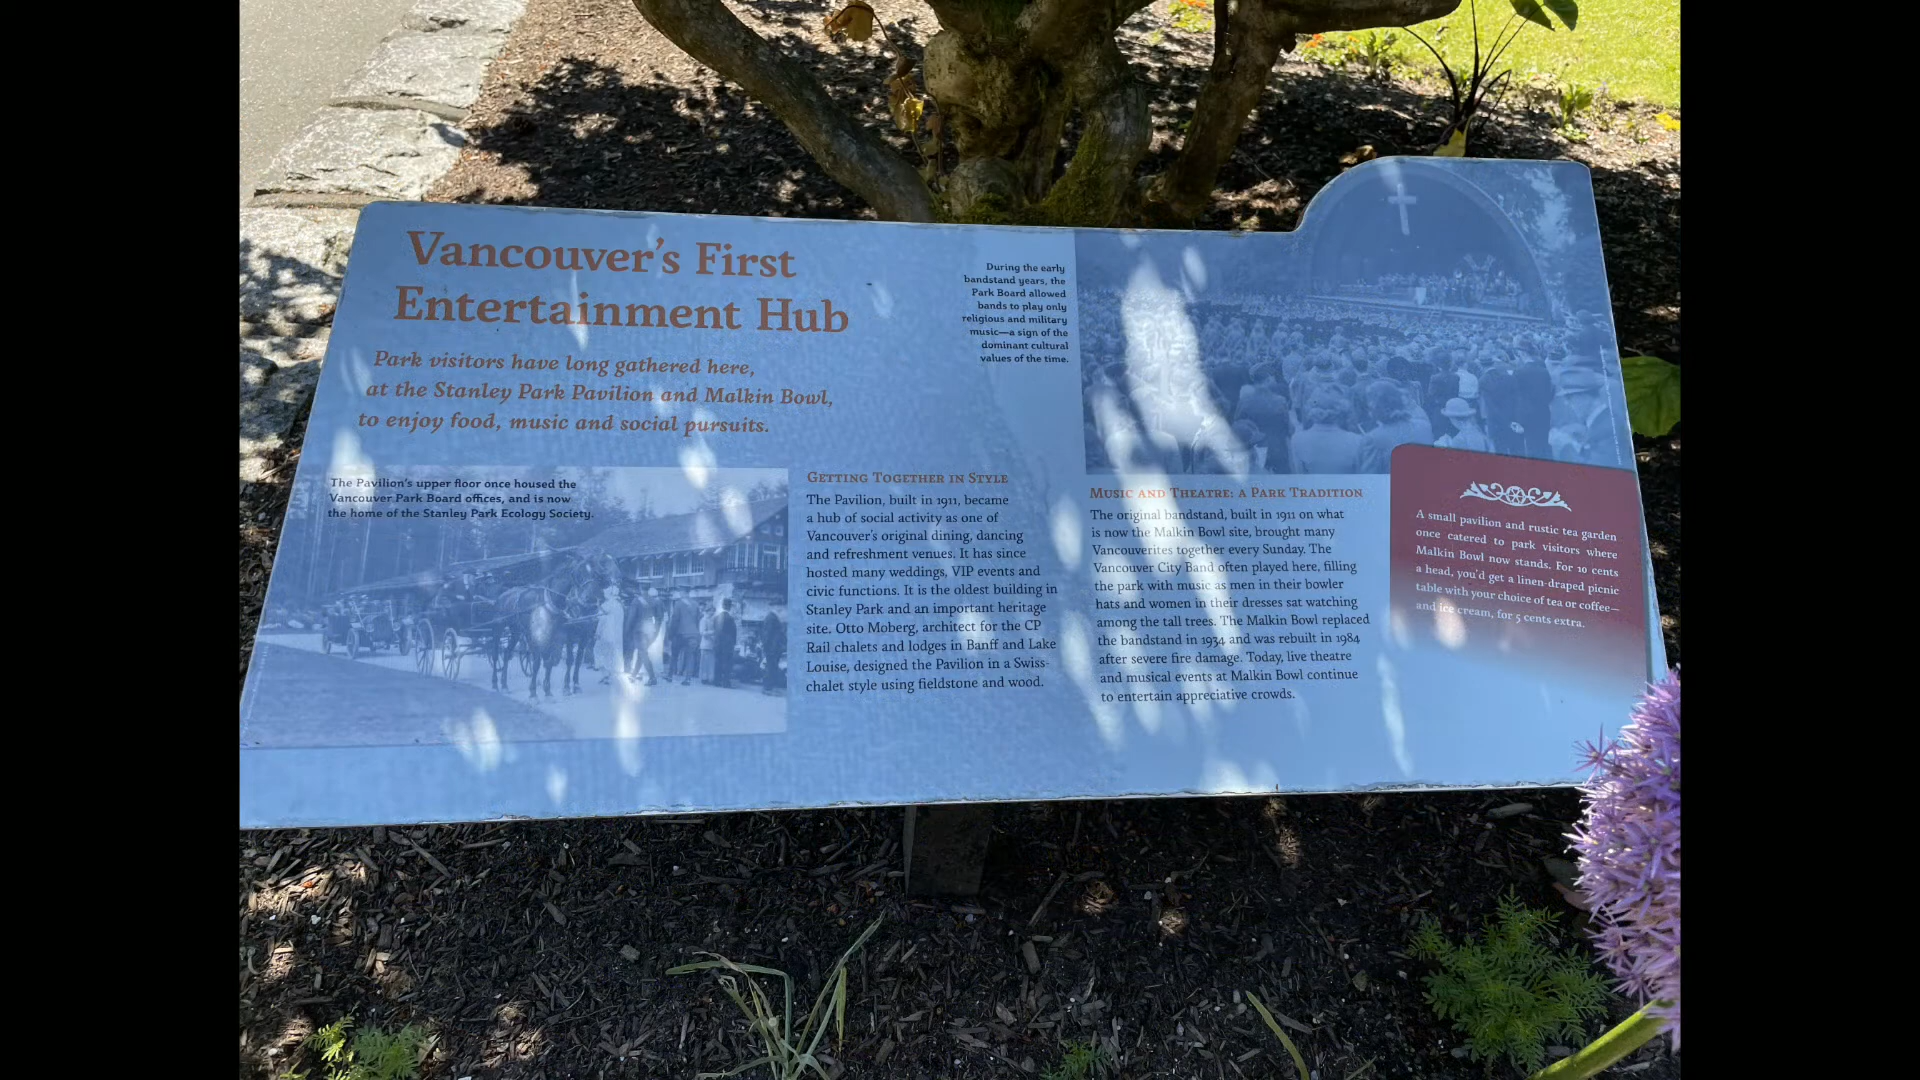 Vancouver's First
Entertainment Hub
Park visitors have long gathered here,
at the Stanley Park Pavilion and Malkin Bowl,
to enjoy food, music and social pursuits.
During the early
bandstand years, the
Park Board allowed
bands to play only
religious and military
music—a sign of the
dominant cultural
values of the time.
The Pavilion's upper floor once housed the
Vancouver Park Board offices, and is now
the home of the Stanley Park Ecology Society.
Getting Together in Style
The Pavilion, built in 1911, became
a hub of social activity as one of
Vancouver's original dining, dancing
and refreshment venues. It has since
hosted many weddings, VIP events and
civic functions. It is the oldest building in
Stanley Park and an important heritage
site. Otto Moberg, architect for the CP
Rail chalets and lodges in Banff and Lake
Louise, designed the Pavilion in a Swiss-
chalet style using fieldstone and wood.
Music and Theatre: a Park Tradition
The original bandstand, built in 1911 on what
is now the Malkin Bowl site, brought many
Vancouverites together every Sunday. The
Vancouver City Band often played here, filling
the park with music as men in their bowler
hats and women in their dresses sat watching
among the tall trees. The Malkin Bowl replaced
the bandstand in 1934 and was rebuilt in 1984
after severe fire damage. Today, live theatre
and musical events at Malkin Bowl continue
to entertain appreciative crowds.
A small pavilion and rustic tea garden
once catered to park visitors where
Malkin Bowl now stands. For 10 cents
a head, you'd get a linen-draped picnic
table with your choice of tea or coffee—
and ice cream, for 5 cents extra.